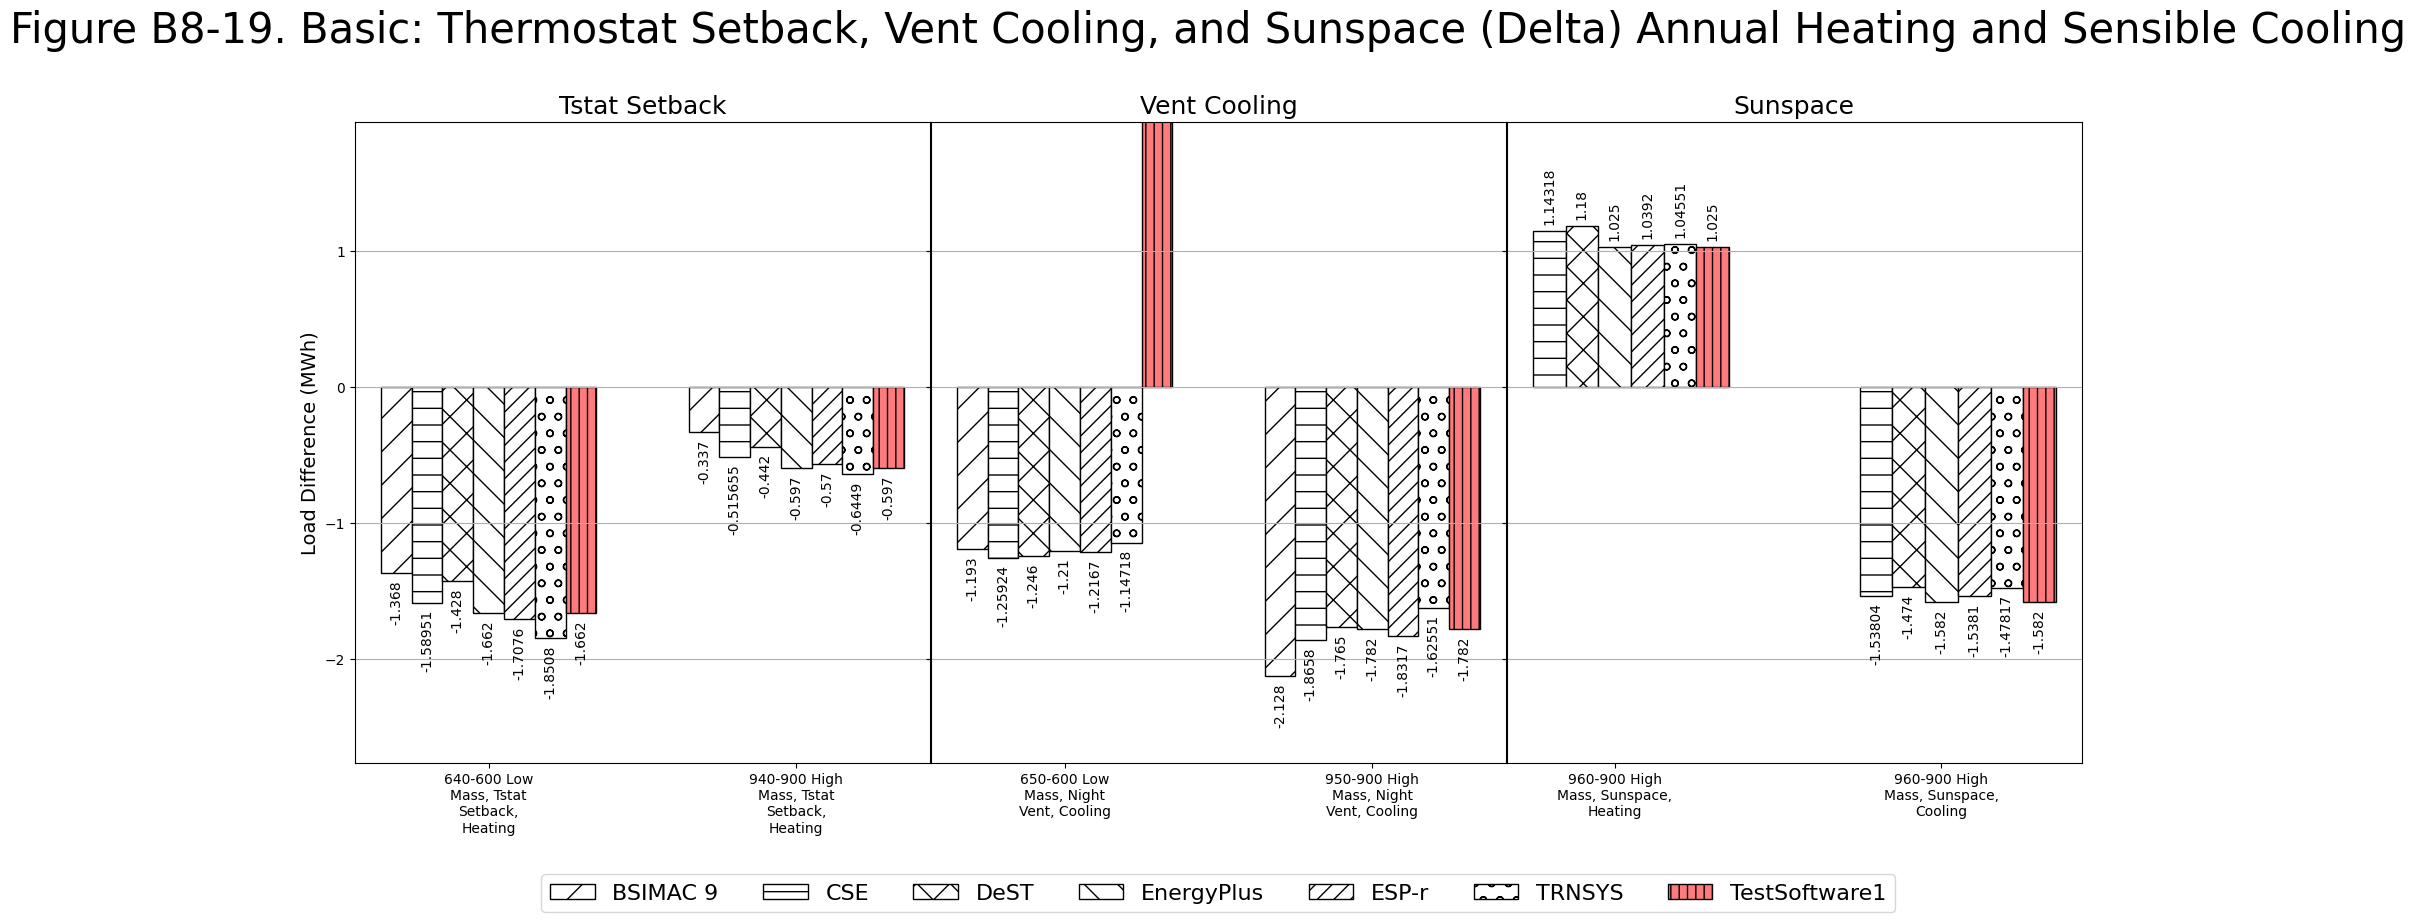 Figure B8-19. Basic: Thermostat Setback, Vent Cooling, and Sunspace (Delta) Annual Heating and Sensible Cooling
Tstat Setback
Vent Cooling
Sunspace
Load Difference (MWh)
1
0
−1
−2
-1.368
-1.58951
-1.428
-1.662
-1.7076
-1.8508
-1.662
-0.337
-0.515655
-0.442
-0.597
-0.57
-0.6449
-0.597
-1.193
-1.25924
-1.246
-1.21
-1.2167
-1.14718
-2.128
-1.8658
-1.765
-1.782
-1.8317
-1.62551
-1.782
1.14318
1.18
1.025
1.0392
1.04551
1.025
-1.53804
-1.474
-1.582
-1.5381
-1.47817
-1.582
640-600 Low
Mass, Tstat
Setback,
Heating
940-900 High
Mass, Tstat
Setback,
Heating
650-600 Low
Mass, Night
Vent, Cooling
950-900 High
Mass, Night
Vent, Cooling
960-900 High
Mass, Sunspace,
Heating
960-900 High
Mass, Sunspace,
Cooling
BSIMAC 9
CSE
DeST
EnergyPlus
ESP-r
TRNSYS
TestSoftware1